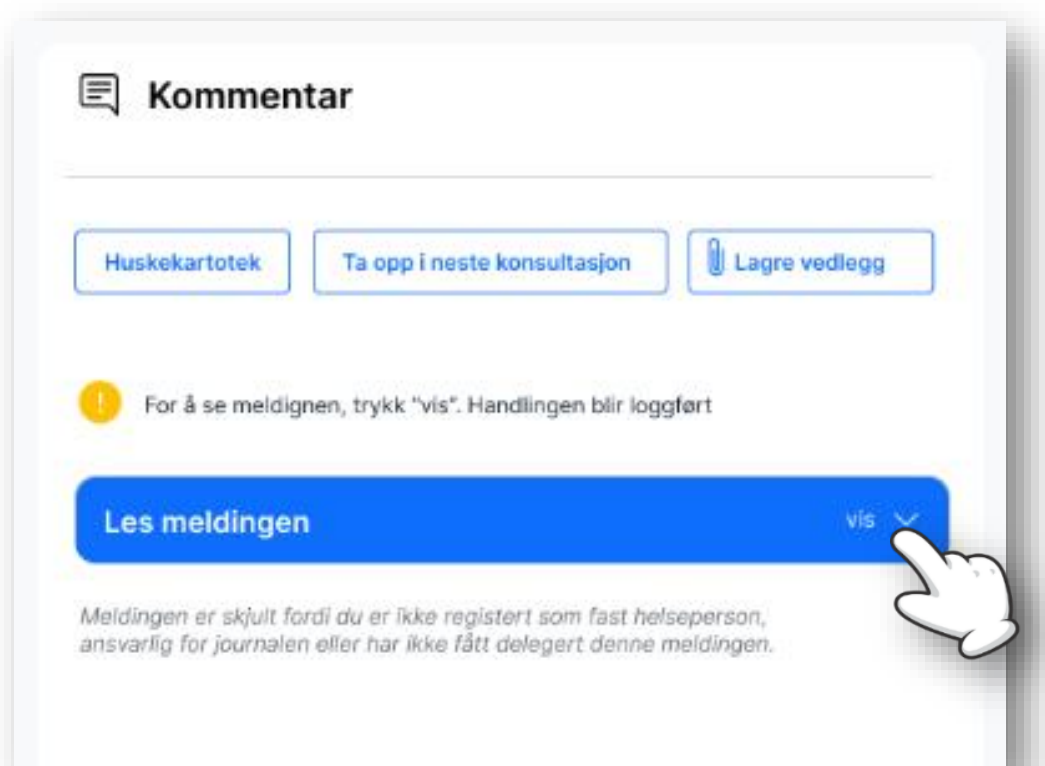 Kommentar
Huskekartotek
Ta opp i neste konsultasjon
Lagre vedlegg
! For å se meldignen, trykk "vis". Handlingen blir loggført
Les meldingen
vis
Meldingen er skjult fordi du er ikke registert som fast helseperson,
ansvarlig for journalen eller har ikke fått delegert denne meldingen.